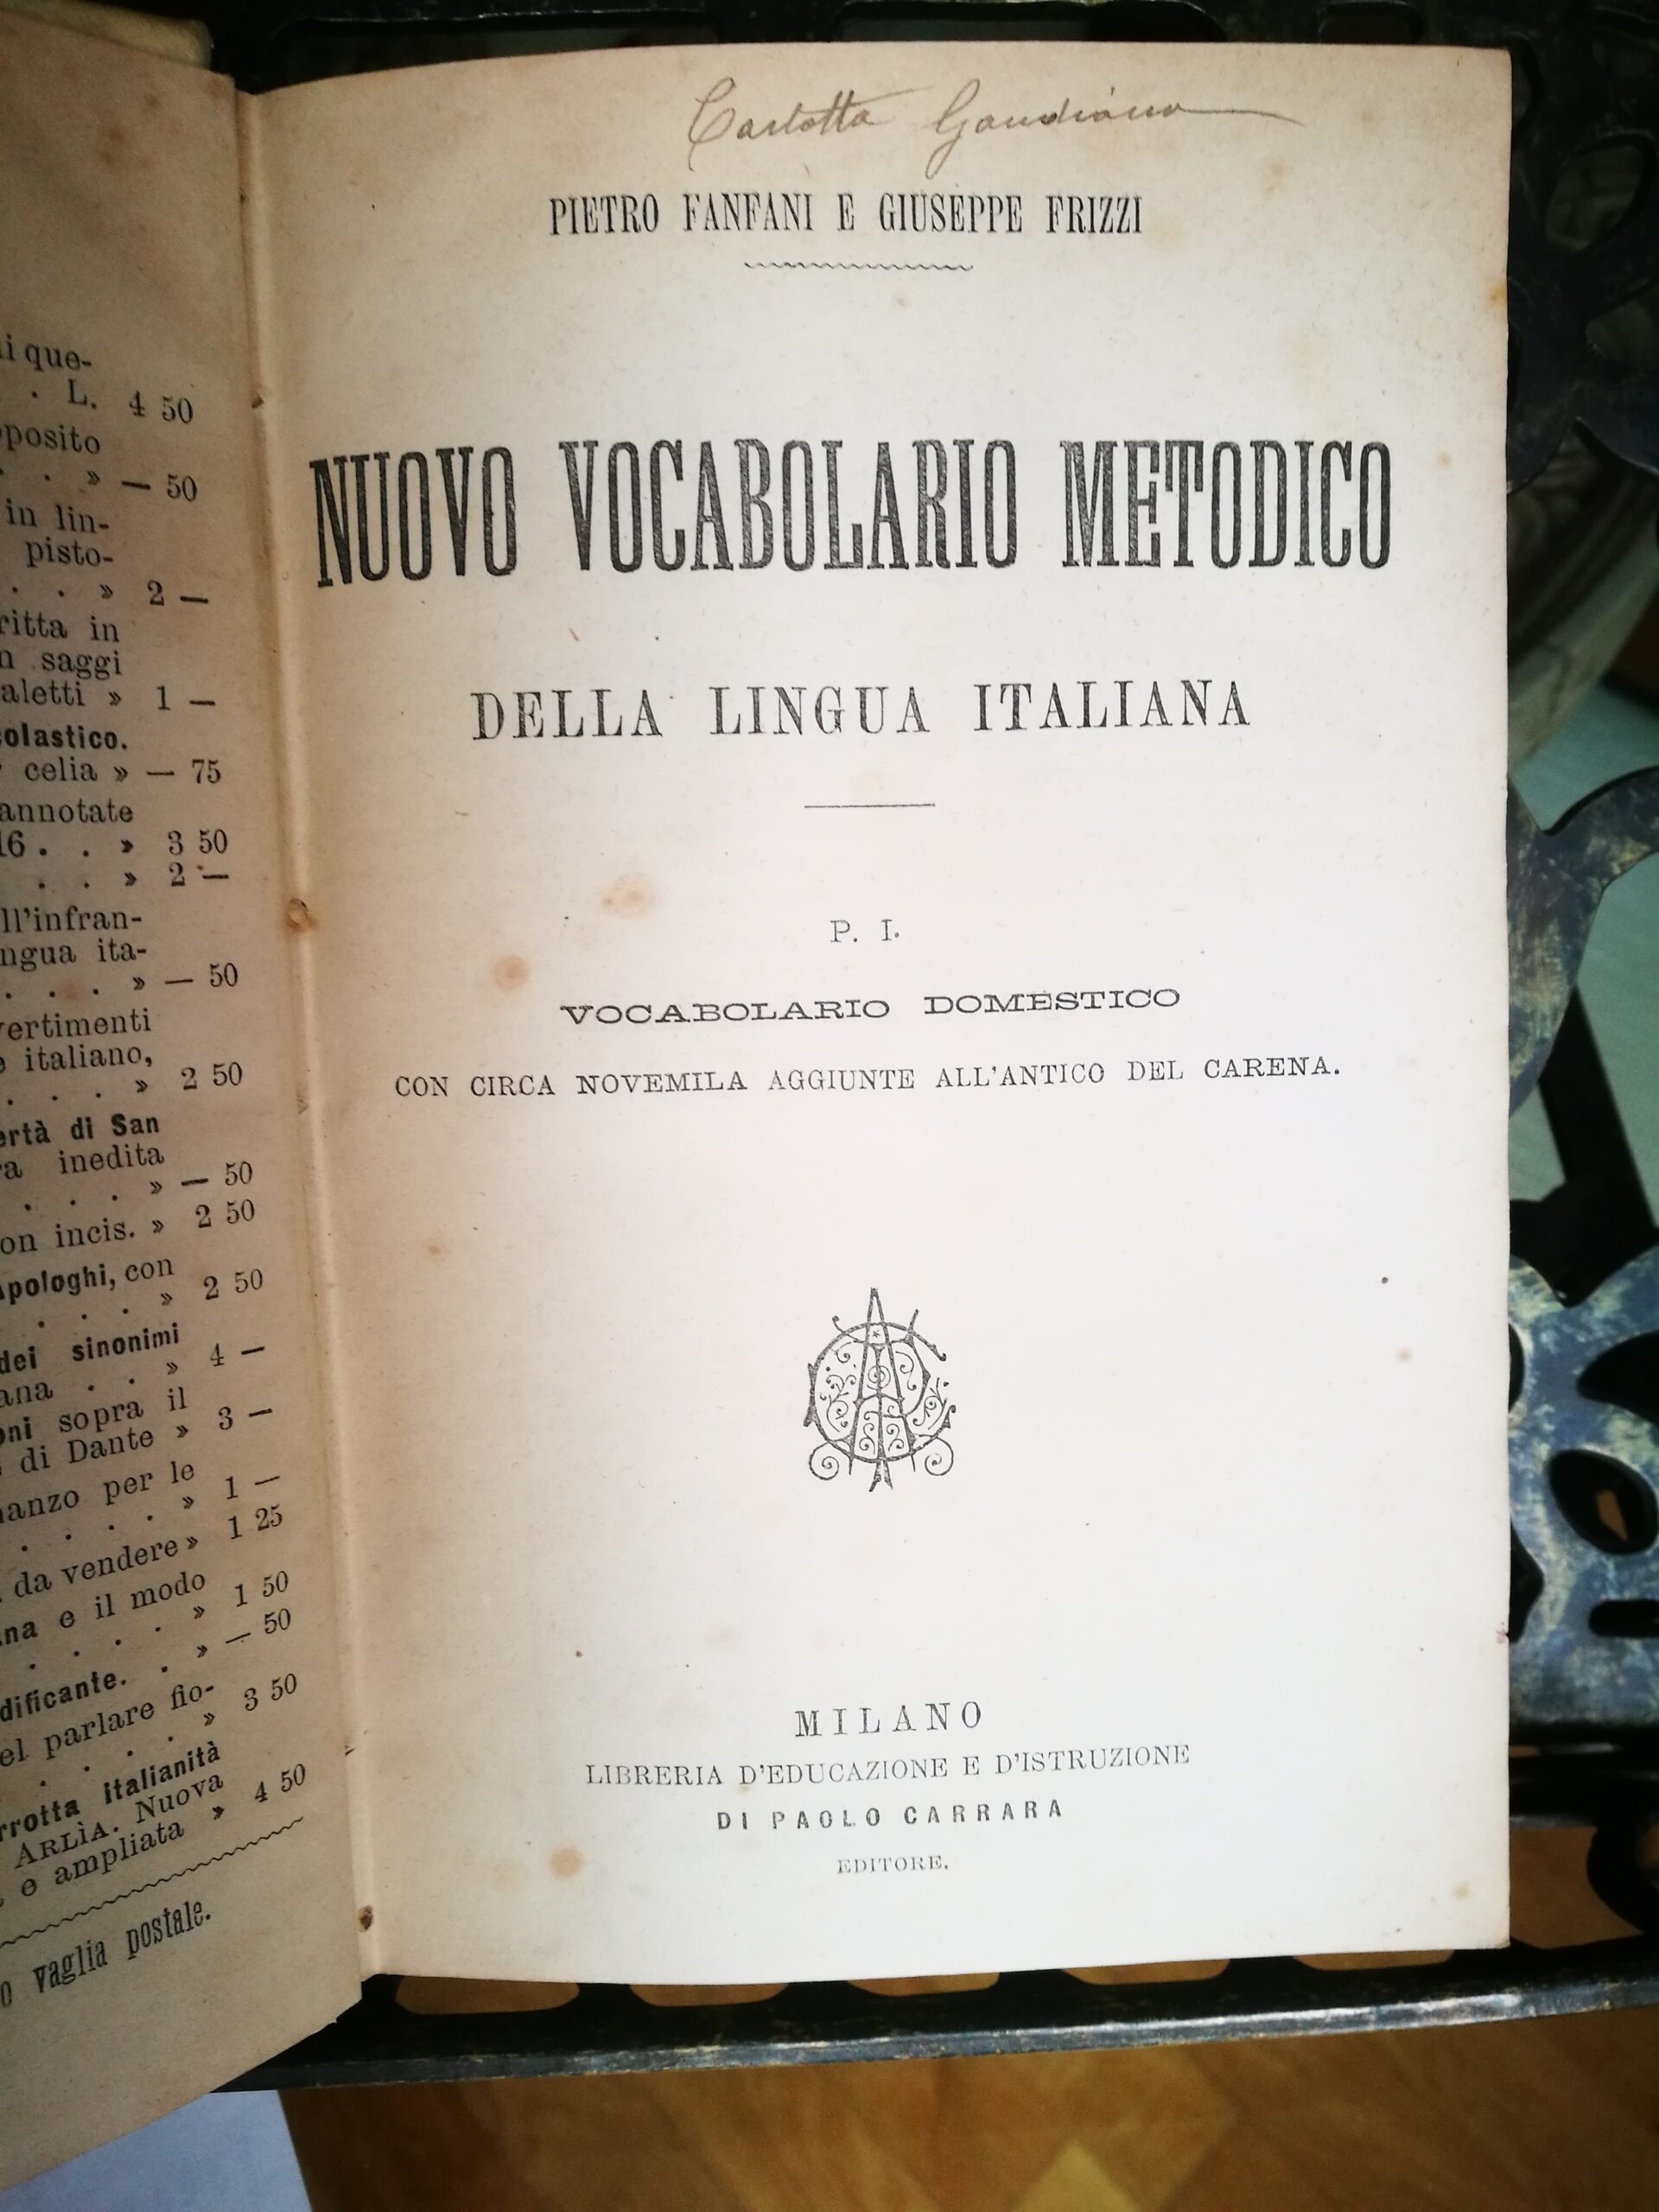 i que-
. L. 4 50
posito
. . » — 50
in lin-
pisto-
. . » 2 —
ritta in
n saggi
aletti » 1 —
colastico.
celia » — 75
annotate
16 . . » 3 50
. . » 2 —
ll'infran-
ngua ita-
. . . » — 50
vertimenti
e italiano,
. . . » 2 50
ertà di San
a inedita
. . . » — 50
on incis. » 2 50
Apologhi, con
. . . » 2 50
dei sinonimi
ana . . » 4 —
oni sopra il
di Dante » 3 —
manzo per le
. . . . » 1 —
da vendere » 1 25
na e il modo
. . . . » 1 50
dificante. . » — 50
el parlare fio-
. . . . » 3 50
rrotta italianità
ARLÌA. Nuova
e ampliata » 4 50
o vaglia postale.
Carlotta Gaudiano
PIETRO FANFANI E GIUSEPPE FRIZZI
NUOVO VOCABOLARIO METODICO
DELLA LINGUA ITALIANA
P. I.
VOCABOLARIO DOMESTICO
CON CIRCA NOVEMILA AGGIUNTE ALL'ANTICO DEL CARENA.
MILANO
LIBRERIA D'EDUCAZIONE E D'ISTRUZIONE
DI PAOLO CARRARA
EDITORE.